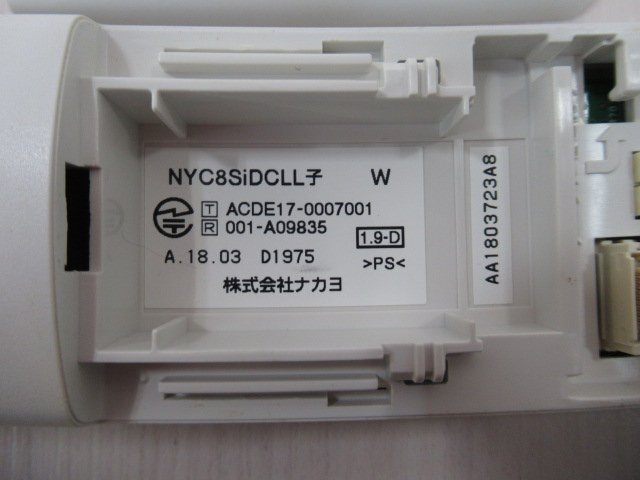 NYC8SiDCLL子 W
T ACDE17-0007001
R 001-A09835
1.9-D
A.18.03 D1975
>PS<
株式会社ナカヨ
AA1803723A8